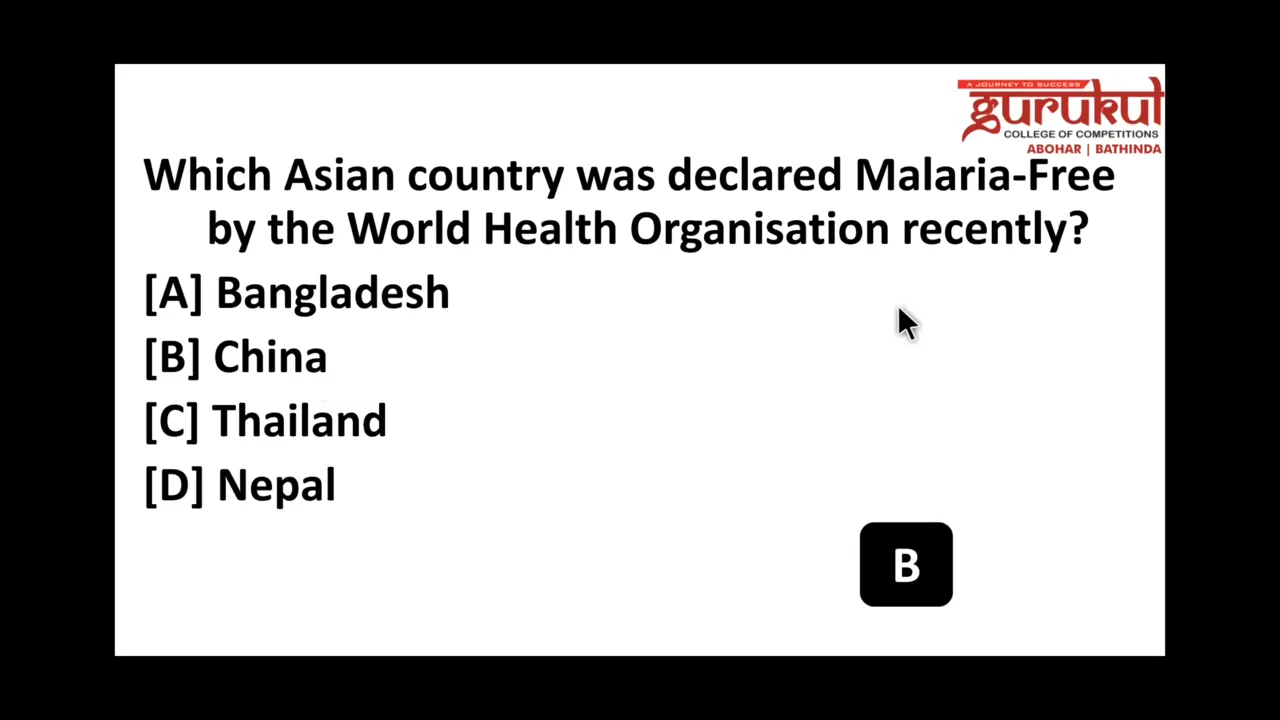 A JOURNEY TO SUCCESS
gurukul
COLLEGE OF COMPETITIONS
ABOHAR | BATHINDA
Which Asian country was declared Malaria-Free
by the World Health Organisation recently?
[A] Bangladesh
[B] China
[C] Thailand
[D] Nepal
B